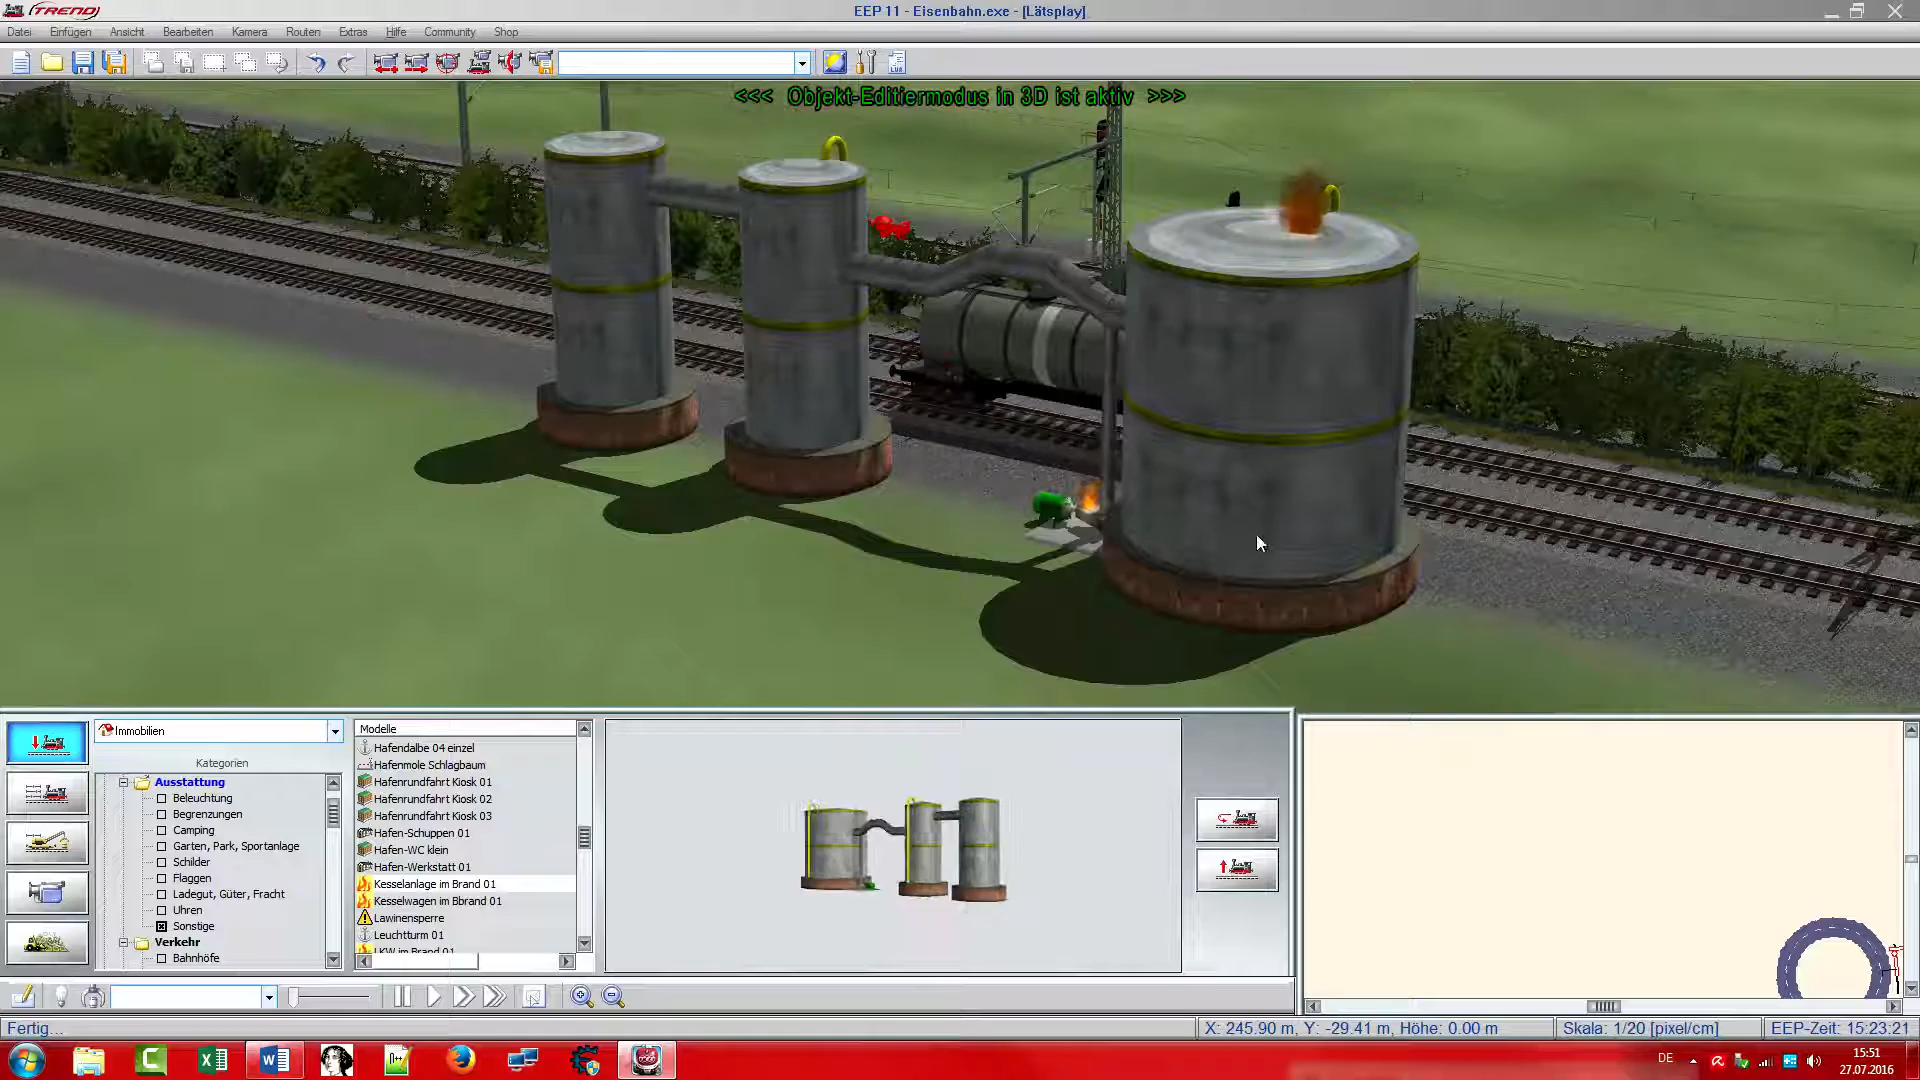 TREND
EEP 11 - Eisenbahn.exe - [Lätsplay]
Datei Einfügen Ansicht Bearbeiten Kamera Routen Extras Hilfe Community Shop
LUA
<<< Objekt-Editiermodus in 3D ist aktiv >>>
Immobilien
Kategorien
Ausstattung
Beleuchtung
Begrenzungen
Camping
Garten, Park, Sportanlage
Schilder
Flaggen
Ladegut, Güter, Fracht
Uhren
Sonstige
Verkehr
Bahnhöfe
Modelle
Hafendalbe 04 einzel
Hafenmole Schlagbaum
Hafenrundfahrt Kiosk 01
Hafenrundfahrt Kiosk 02
Hafenrundfahrt Kiosk 03
Hafen-Schuppen 01
Hafen-WC klein
Hafen-Werkstatt 01
Kesselanlage im Brand 01
Kesselwagen im Bbrand 01
Lawinensperre
Leuchtturm 01
LKW im Brand 01
Fertig...
X: 245.90 m, Y: -29.41 m, Höhe: 0.00 m
Skala: 1/20 [pixel/cm]
EEP-Zeit: 15:23:21
DE
15:51
27.07.2016